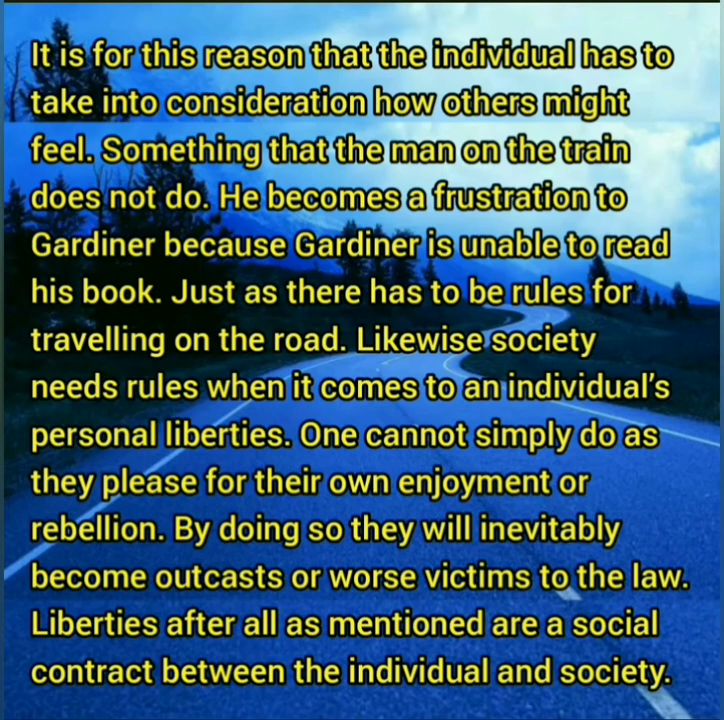 It is for this reason that the individual has to
take into consideration how others might
feel. Something that the man on the train
does not do. He becomes a frustration to
Gardiner because Gardiner is unable to read
his book. Just as there has to be rules for
travelling on the road. Likewise society
needs rules when it comes to an individual's
personal liberties. One cannot simply do as
they please for their own enjoyment or
rebellion. By doing so they will inevitably
become outcasts or worse victims to the law.
Liberties after all as mentioned are a social
contract between the individual and society.